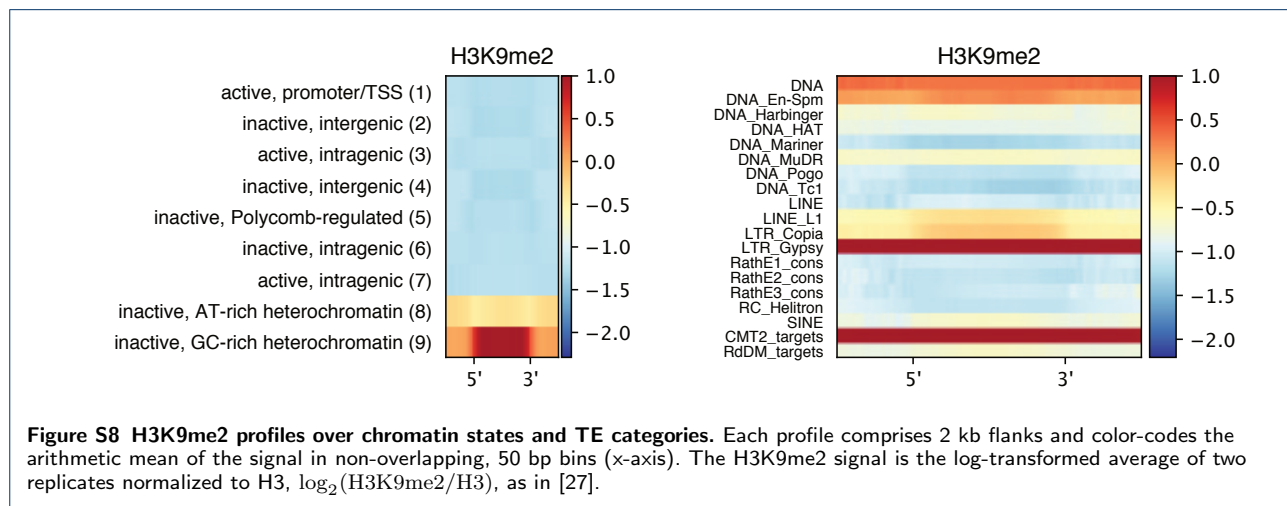 H3K9me2
active, promoter/TSS (1)
inactive, intergenic (2)
active, intragenic (3)
inactive, intergenic (4)
inactive, Polycomb-regulated (5)
inactive, intragenic (6)
active, intragenic (7)
inactive, AT-rich heterochromatin (8)
inactive, GC-rich heterochromatin (9)
5'
3'
1.0
0.5
0.0
−0.5
−1.0
−1.5
−2.0
H3K9me2
DNA
DNA_En-Spm
DNA_Harbinger
DNA_HAT
DNA_Mariner
DNA_MuDR
DNA_Pogo
DNA_Tc1
LINE
LINE_L1
LTR_Copia
LTR_Gypsy
RathE1_cons
RathE2_cons
RathE3_cons
RC_Helitron
SINE
CMT2_targets
RdDM_targets
5'
3'
1.0
0.5
0.0
−0.5
−1.0
−1.5
−2.0
Figure S8 H3K9me2 profiles over chromatin states and TE categories. Each profile comprises 2 kb flanks and color-codes the
arithmetic mean of the signal in non-overlapping, 50 bp bins (x-axis). The H3K9me2 signal is the log-transformed average of two
replicates normalized to H3, log₂(H3K9me2/H3), as in [27].